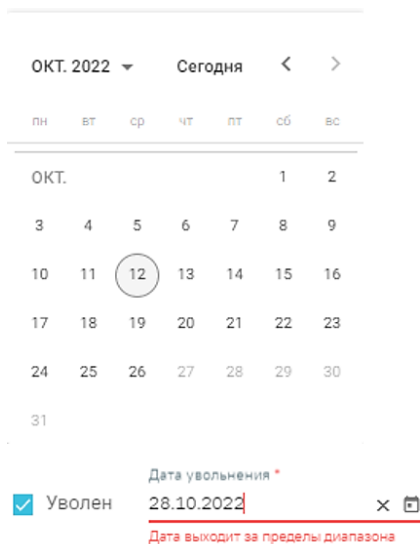 ОКТ. 2022 Сегодня
пн вт ср чт пт сб вс
ОКТ. 1 2
3 4 5 6 7 8 9
10 11 12 13 14 15 16
17 18 19 20 21 22 23
24 25 26 27 28 29 30
31
Дата увольнения *
Уволен 28.10.2022
Дата выходит за пределы диапазона